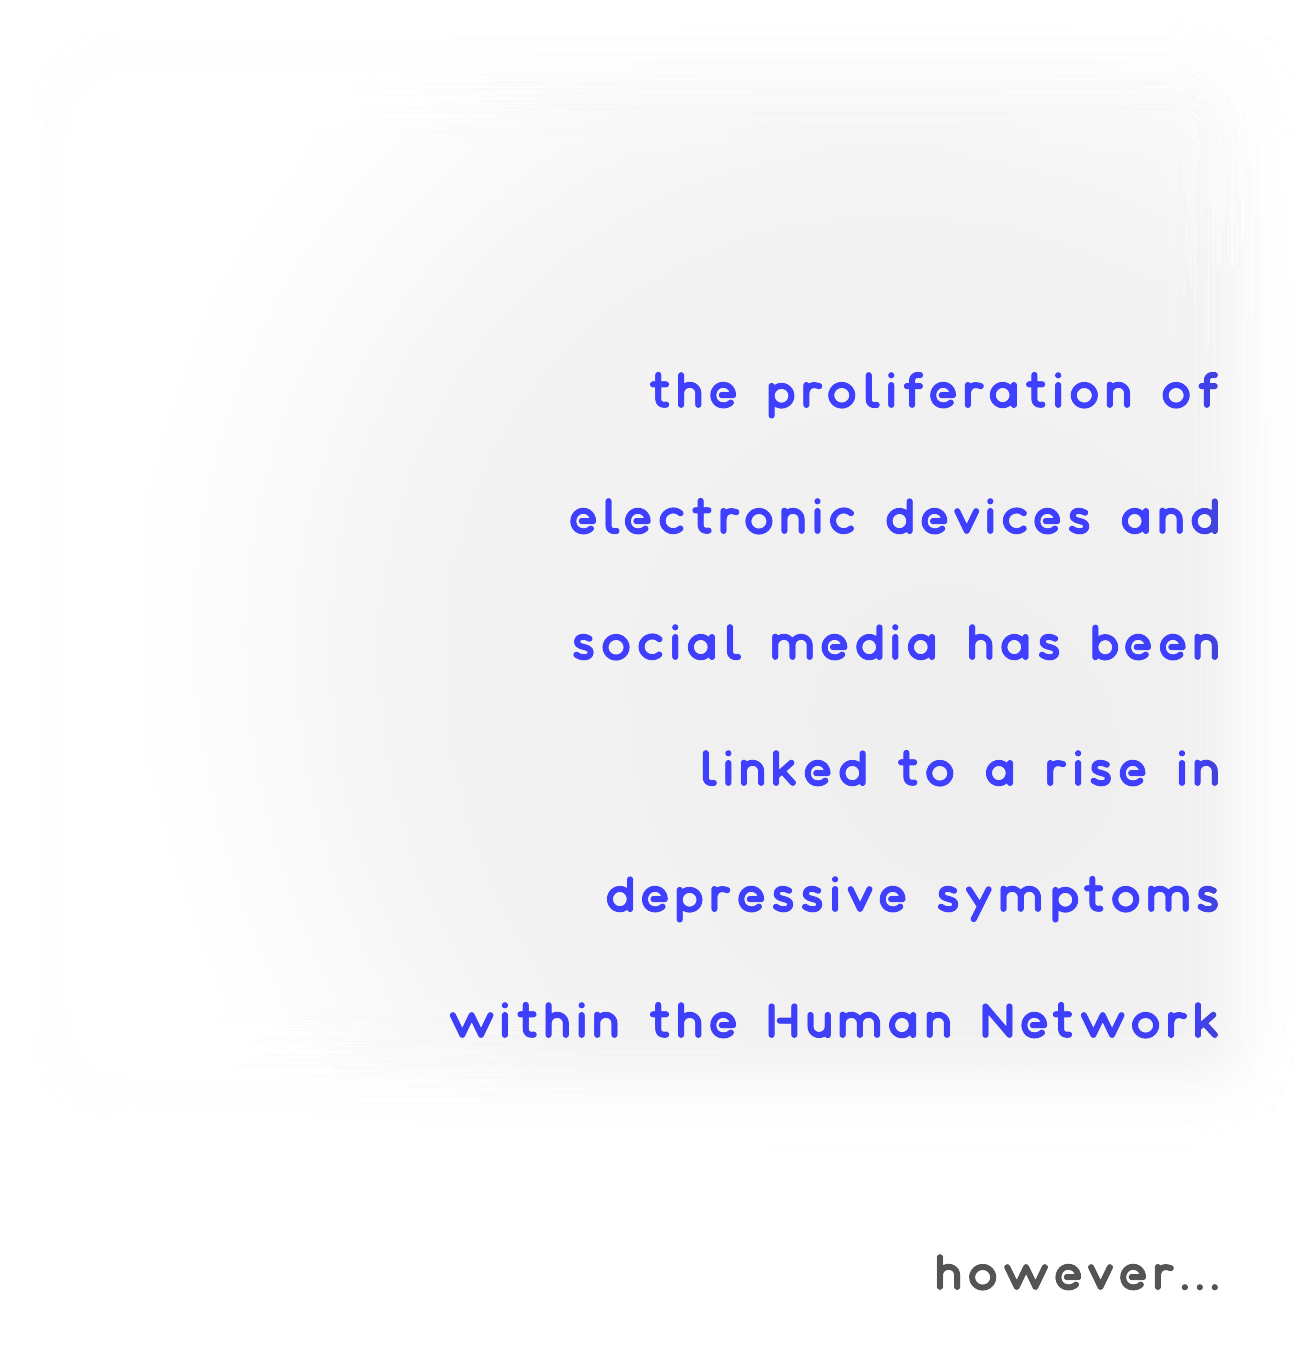 the proliferation of
electronic devices and
social media has been
linked to a rise in
depressive symptoms
within the Human Network
however...